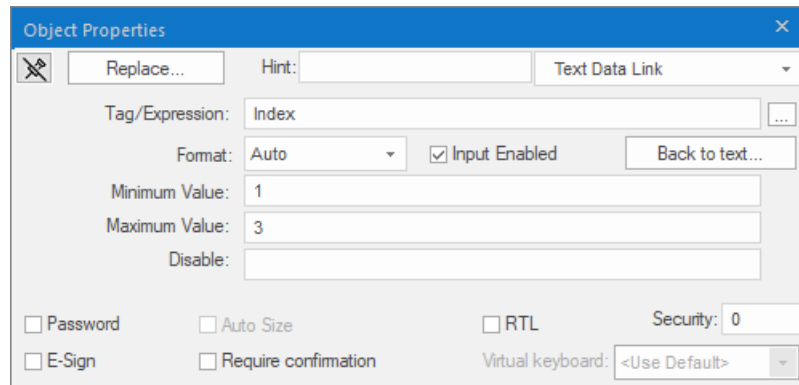 Object Properties
Replace... Hint: Text Data Link
Tag/Expression: Index ...
Format: Auto Input Enabled Back to text...
Minimum Value: 1
Maximum Value: 3
Disable:
Password Auto Size RTL Security: 0
E-Sign Require confirmation Virtual keyboard: <Use Default>